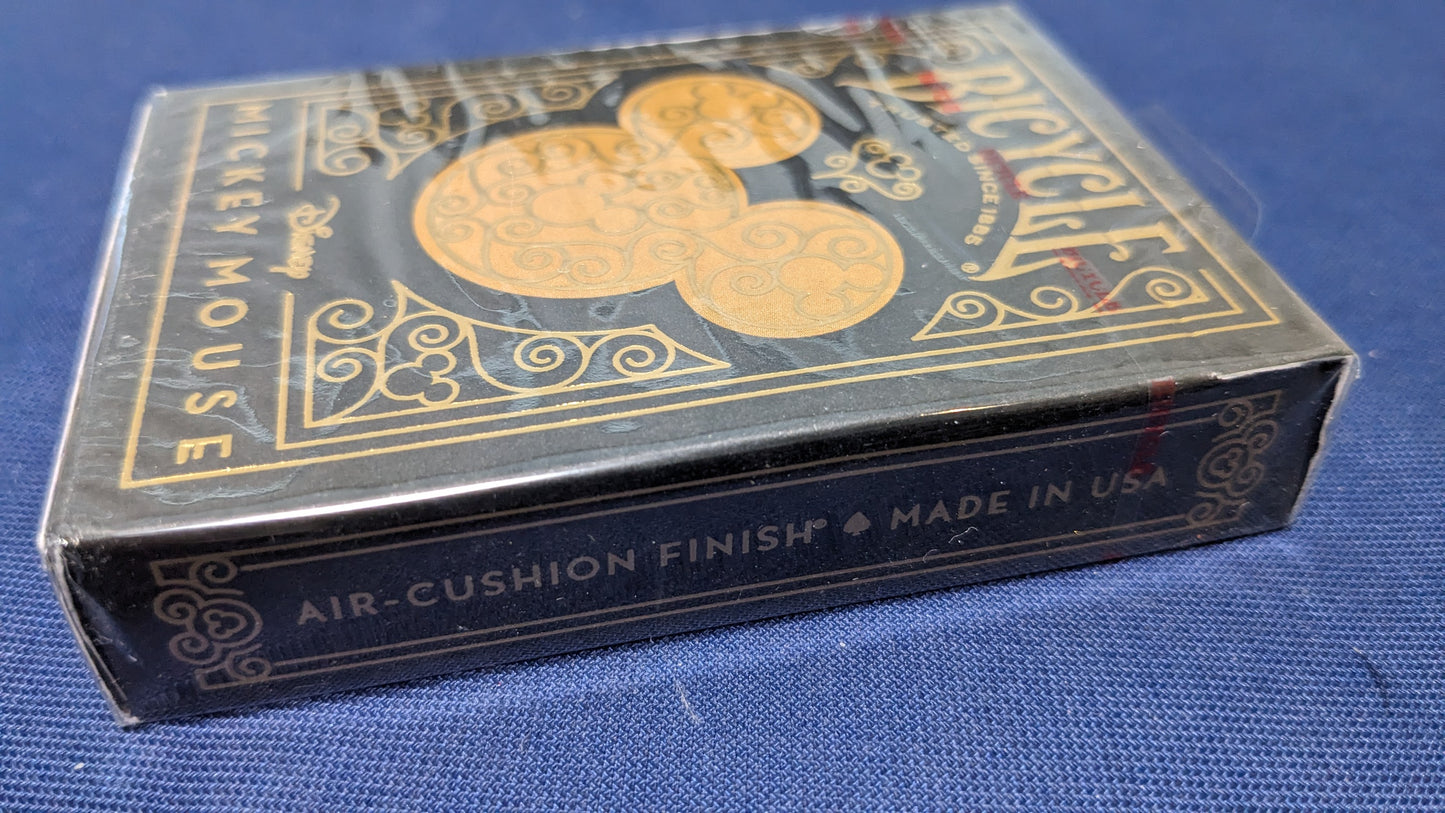 BICYCLE®
SINCE 1885
Disney
MICKEY MOUSE
AIR-CUSHION FINISH® ♠ MADE IN USA